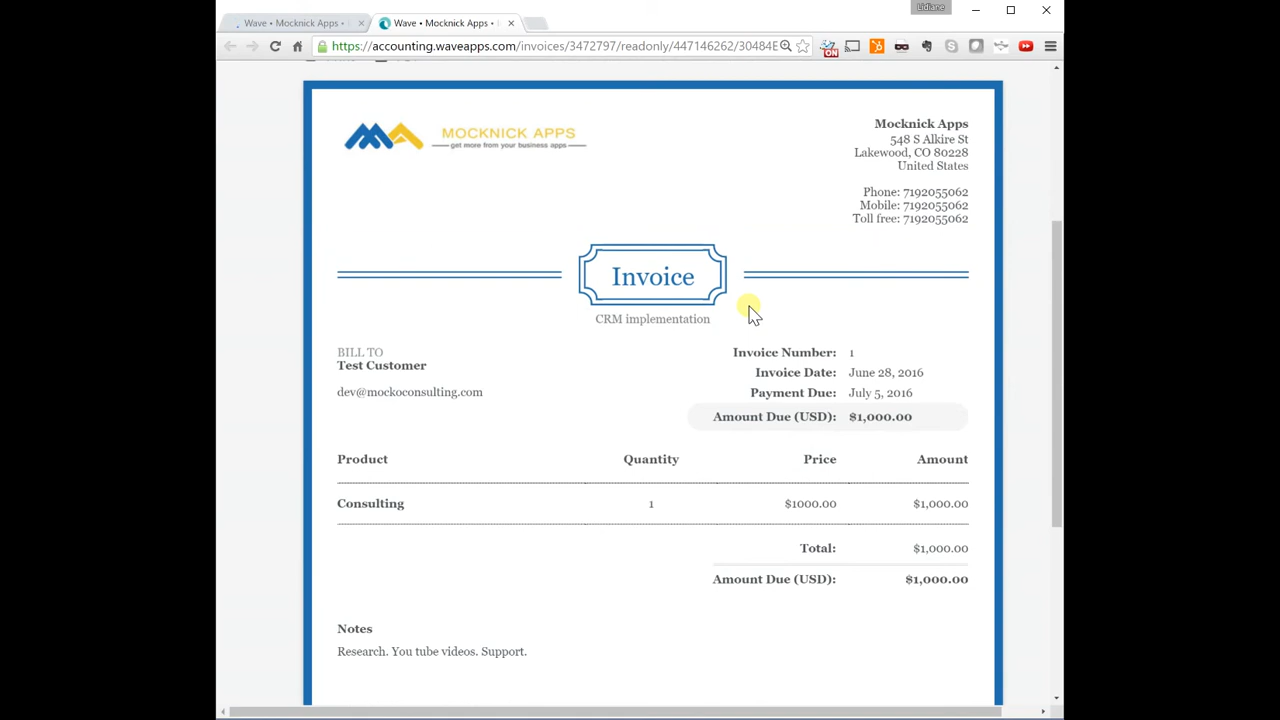 Lidiane
Wave • Mocknick Apps •
Wave • Mocknick Apps •
https://accounting.waveapps.com/invoices/3472797/readonly/447146262/30484E
ON
MOCKNICK APPS
get more from your business apps
Mocknick Apps
548 S Alkire St
Lakewood, CO 80228
United States
Phone: 7192055062
Mobile: 7192055062
Toll free: 7192055062
Invoice
CRM implementation
BILL TO
Test Customer
dev@mockoconsulting.com
Invoice Number: 1
Invoice Date: June 28, 2016
Payment Due: July 5, 2016
Amount Due (USD): $1,000.00
Product Quantity Price Amount
Consulting 1 $1000.00 $1,000.00
Total: $1,000.00
Amount Due (USD): $1,000.00
Notes
Research. You tube videos. Support.